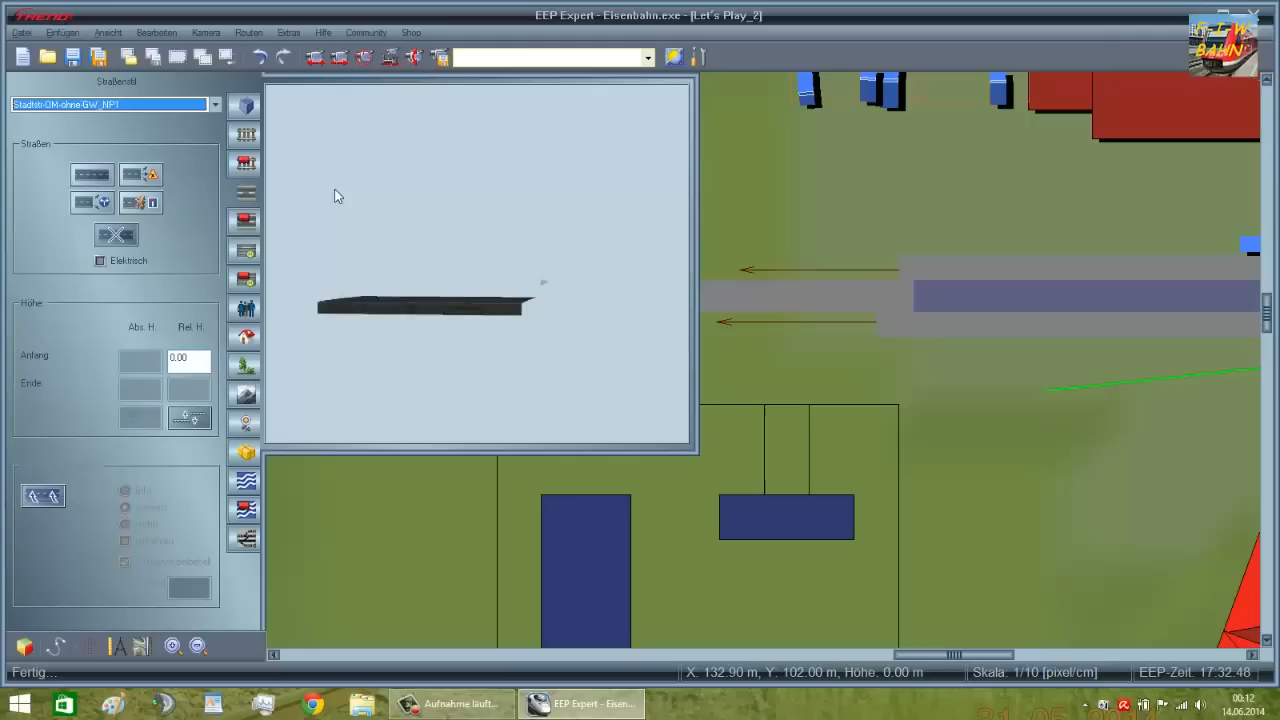 TREND
EEP Expert - Eisenbahn.exe - [Let's Play_2]
Datei Einfügen Ansicht Bearbeiten Kamera Routen Extras Hilfe Community Shop
F I W
BAHN
Straßenstil
Stadtstr-DM-ohne-GW_NP1
Straßen
Elektrisch
Höhe:
Abs. H. Rel. H.
Anfang: 0.00
Ende:
Fertig...
X: 132.90 m, Y: 102.00 m, Höhe: 0.00 m
Skala: 1/10 [pixel/cm]
EEP-Zeit: 17:32:48
Aufnahme läuft...
EEP Expert - Eisen...
00:12
14.06.2014